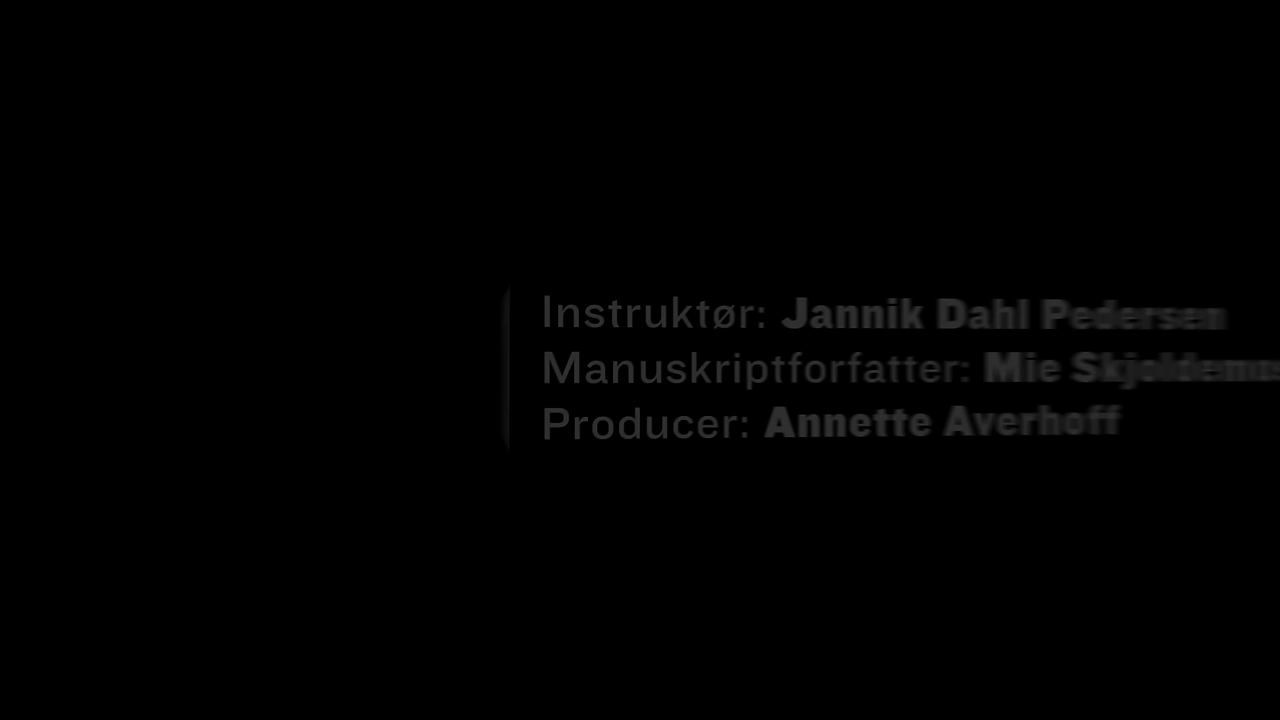 Instruktør: Jannik Dahl Pedersen
Manuskriptforfatter: Mie
Producer: Annette Averhoff